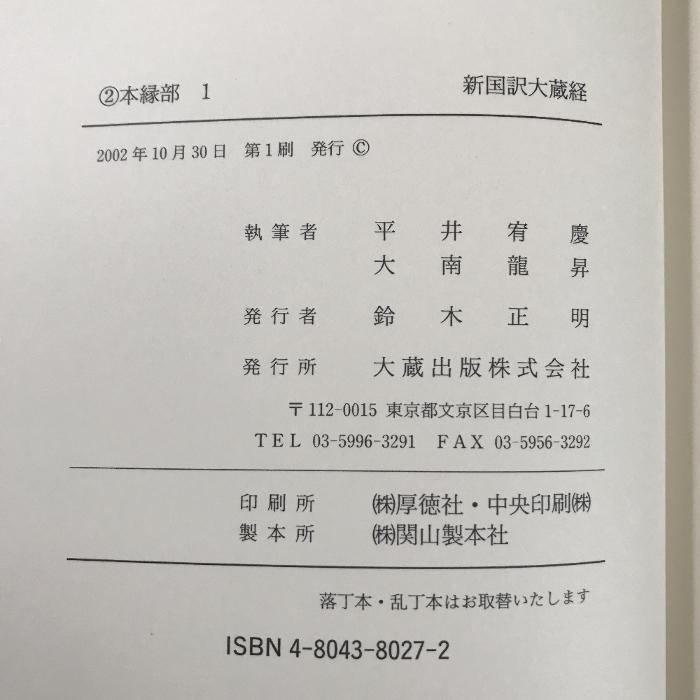 ②本縁部 1 新国訳大蔵経
2002年10月30日 第1刷 発行 ©
執筆者 平井宥慶
大南龍昇
発行者 鈴木正明
発行所 大蔵出版株式会社
〒112-0015 東京都文京区目白台1-17-6
TEL 03-5996-3291 FAX 03-5956-3292
印刷所 ㈱厚徳社・中央印刷㈱
製本所 ㈱関山製本社
落丁本・乱丁本はお取替いたします
ISBN 4-8043-8027-2